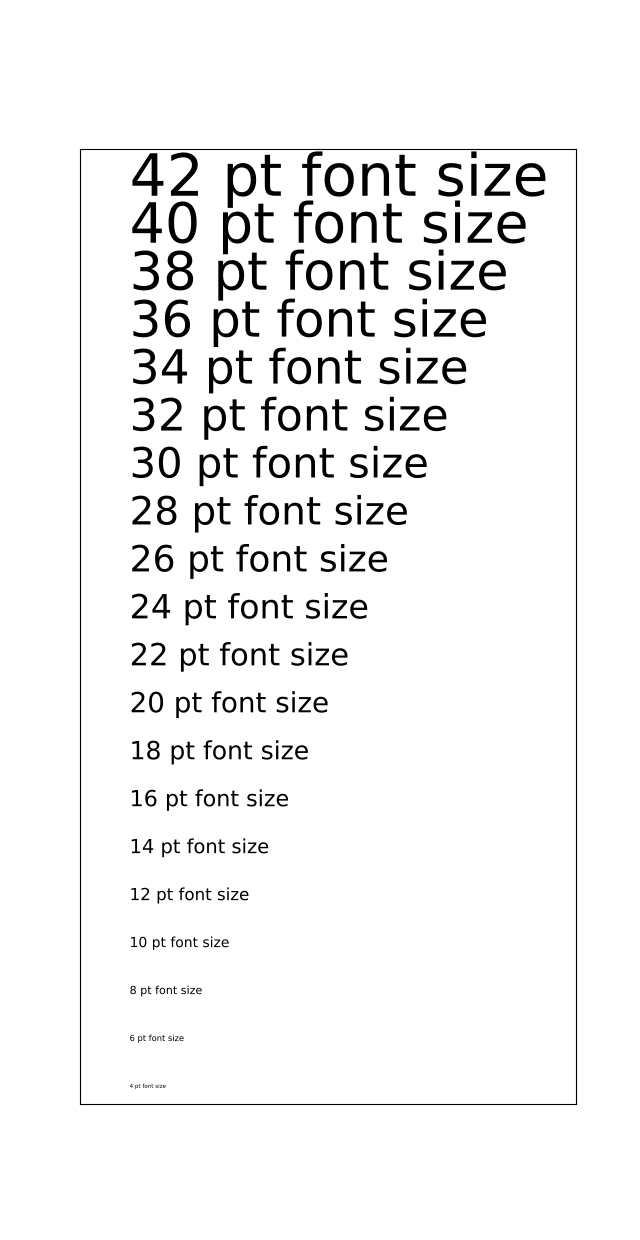 42 pt font size
40 pt font size
38 pt font size
36 pt font size
34 pt font size
32 pt font size
30 pt font size
28 pt font size
26 pt font size
24 pt font size
22 pt font size
20 pt font size
18 pt font size
16 pt font size
14 pt font size
12 pt font size
10 pt font size
8 pt font size
6 pt font size
4 pt font size